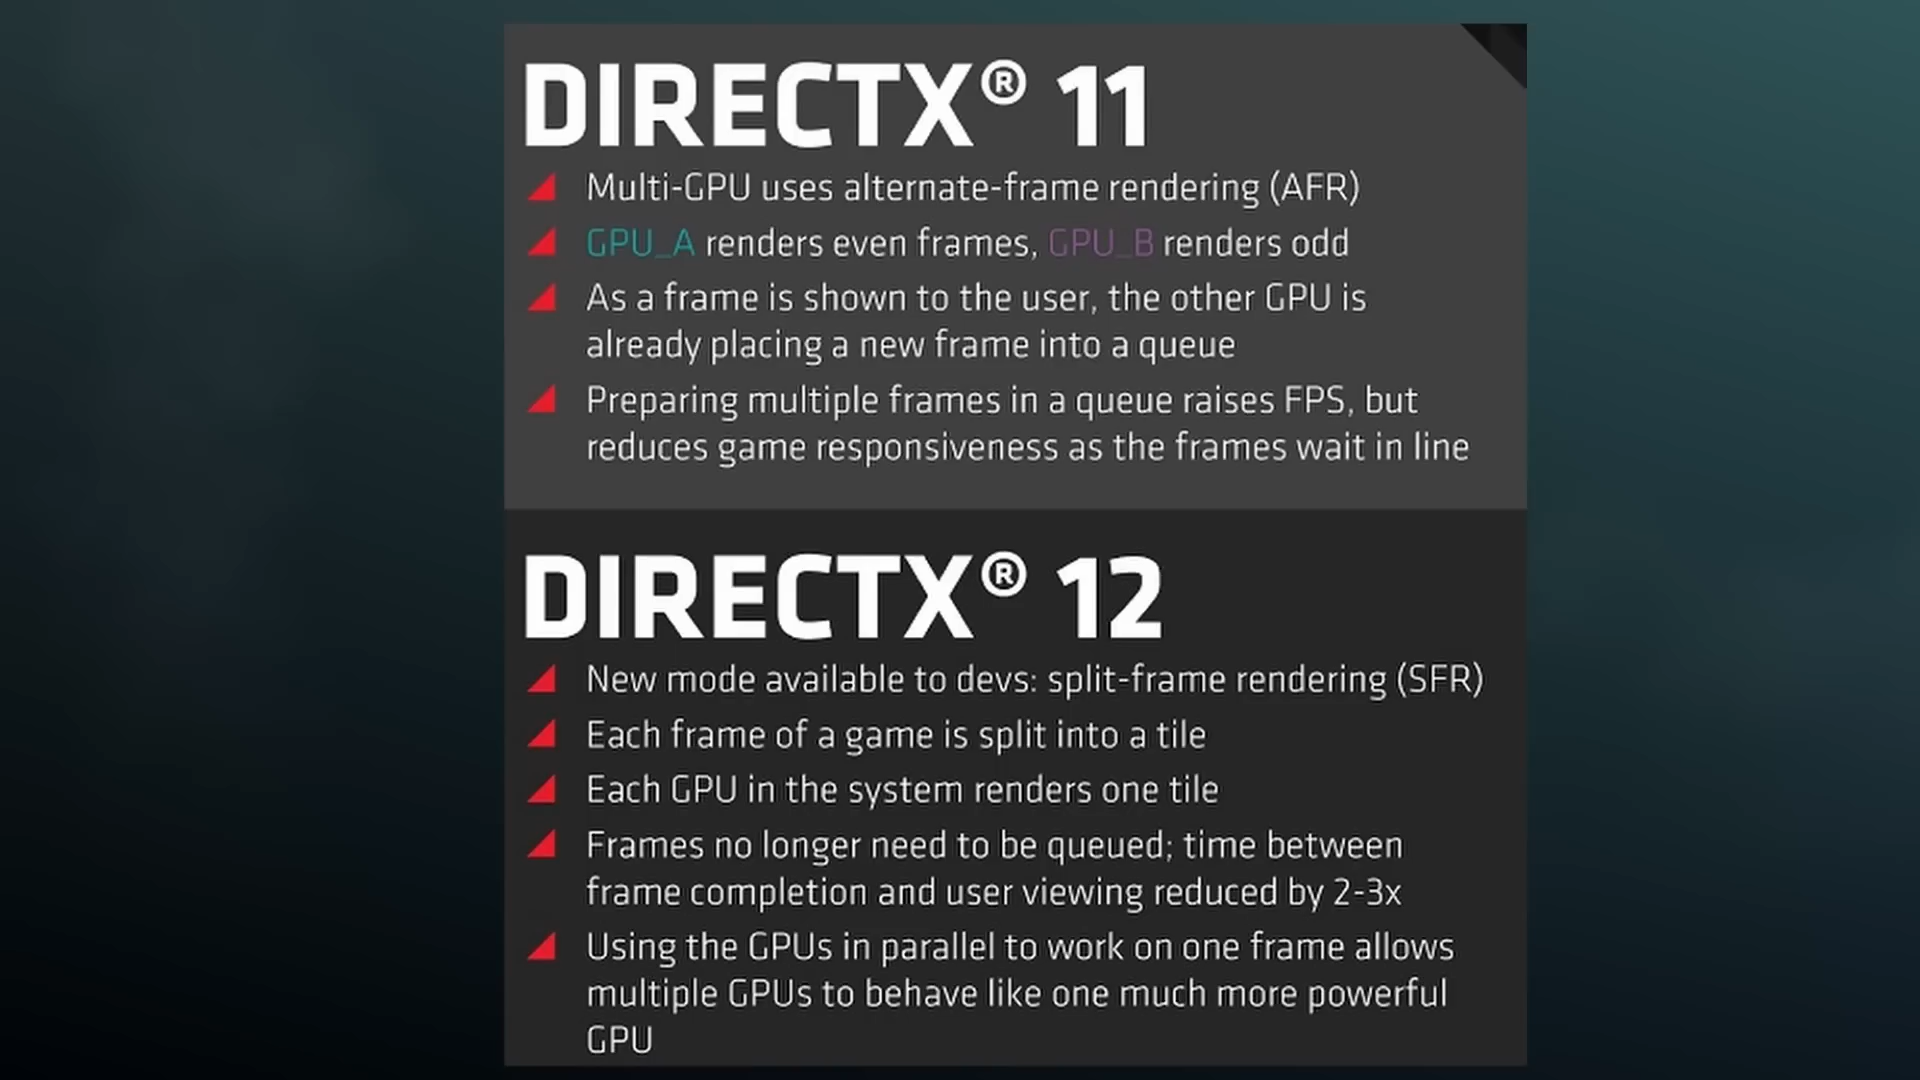 DIRECTX® 11
Multi-GPU uses alternate-frame rendering (AFR)
GPU_A renders even frames, GPU_B renders odd
As a frame is shown to the user, the other GPU is
already placing a new frame into a queue
Preparing multiple frames in a queue raises FPS, but
reduces game responsiveness as the frames wait in line
DIRECTX® 12
New mode available to devs: split-frame rendering (SFR)
Each frame of a game is split into a tile
Each GPU in the system renders one tile
Frames no longer need to be queued; time between
frame completion and user viewing reduced by 2-3x
Using the GPUs in parallel to work on one frame allows
multiple GPUs to behave like one much more powerful
GPU